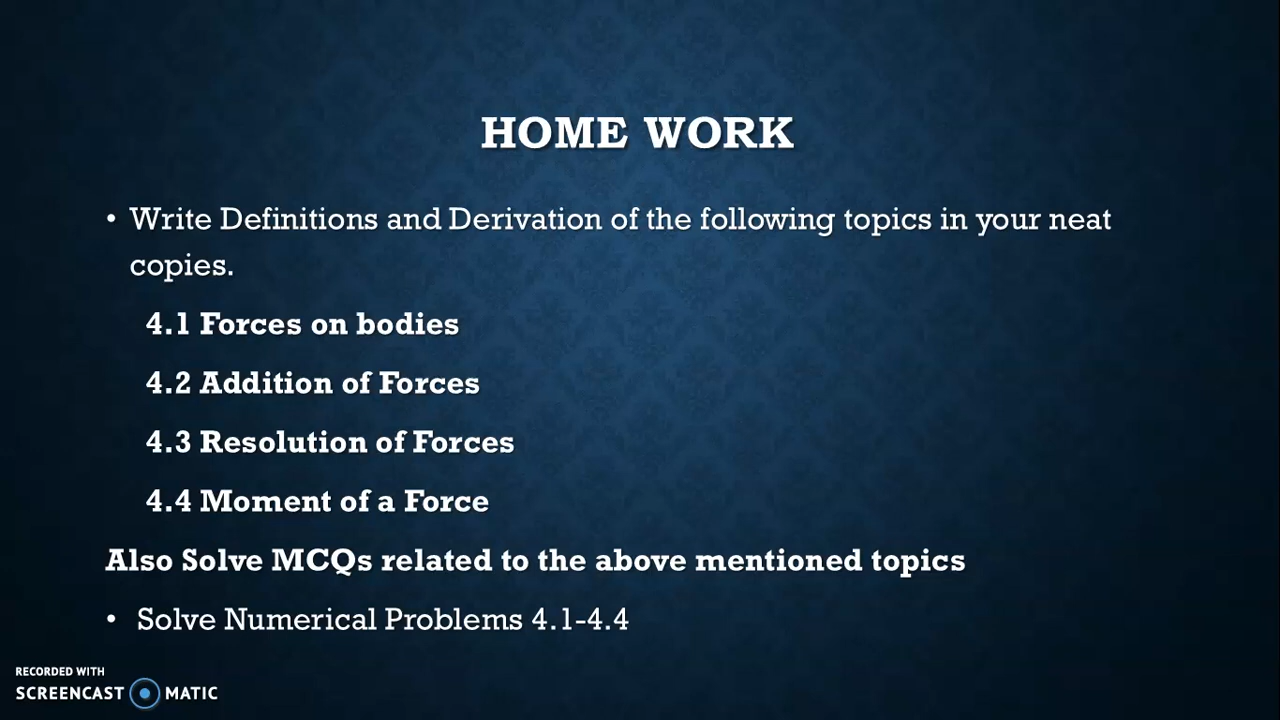 HOME WORK
• Write Definitions and Derivation of the following topics in your neat
copies.
4.1 Forces on bodies
4.2 Addition of Forces
4.3 Resolution of Forces
4.4 Moment of a Force
Also Solve MCQs related to the above mentioned topics
• Solve Numerical Problems 4.1-4.4
RECORDED WITH
SCREENCAST MATIC